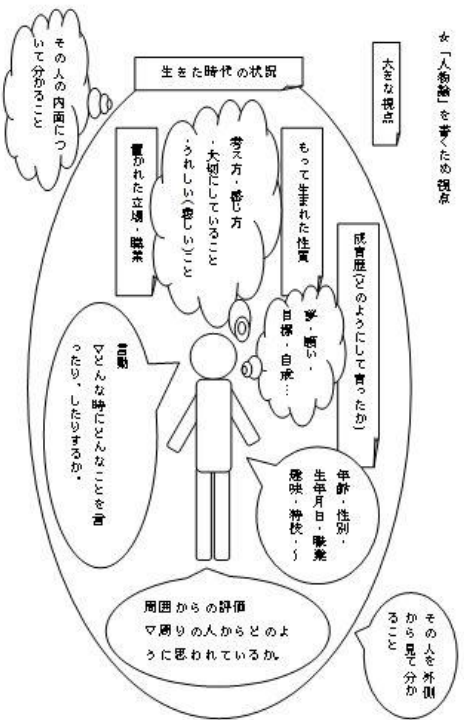 ☆「人物論」を書くため視点
大きな視点
生きた時代の状況
その人の内面につ
いて分かること
もって生まれた性質
考え方・感じ方
・大切にしていること
・うれしい(悲しい)こと
置かれた立場・職業
成育歴(どのようにして育ったか)
夢・願い・
目標・自戒…
言動
▽どんな時にどんなことを言
ったり、したりするか。
年齢・性別・
生年月日・職業
趣味・特技・～
周囲からの評価
▽周りの人からどのよ
うに思われているか。
その人を外側
から見て分か
ること